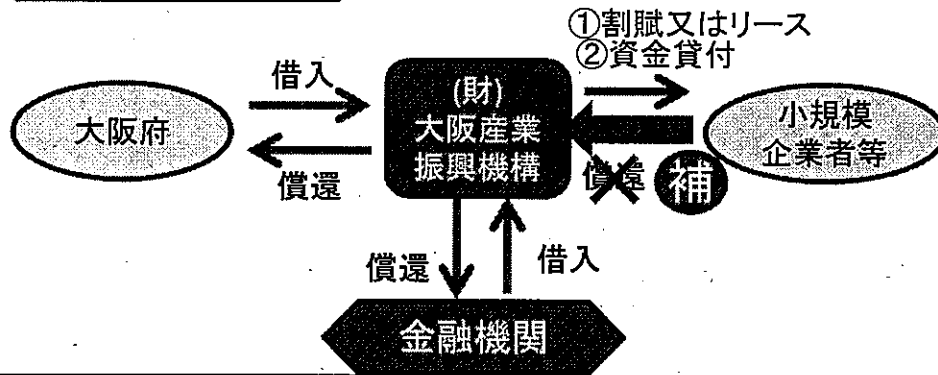 ①割賦又はリース
②資金貸付
借入
(財)
大阪産業
振興機構
大阪府
小規模
企業者等
償還
償還
補
償還
借入
金融機関